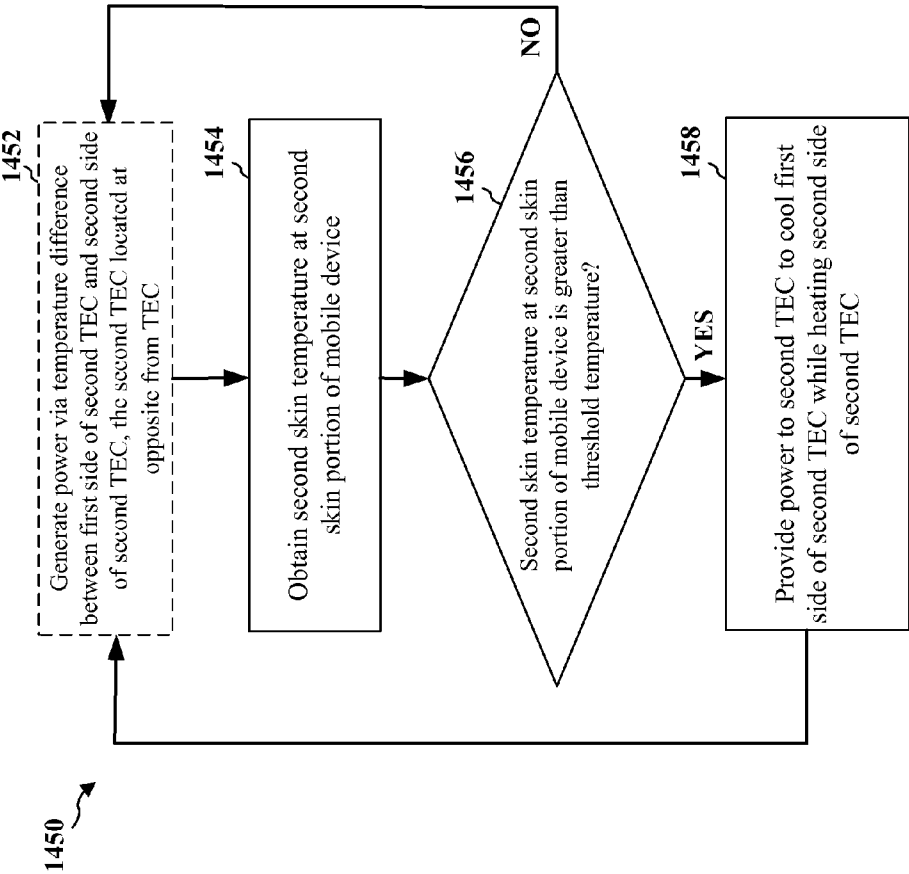 1450
1452
Generate power via temperature difference
between first side of second TEC and second side
of second TEC, the second TEC located at
opposite from TEC
1454
Obtain second skin temperature at second
skin portion of mobile device
1456
Second skin temperature at second skin
portion of mobile device is greater than
threshold temperature?
NO
YES
1458
Provide power to second TEC to cool first
side of second TEC while heating second side
of second TEC